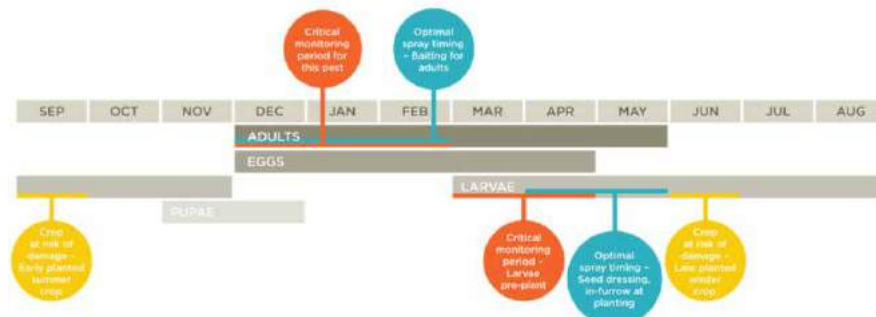 Critical
monitoring
period for
this pest
Optimal
spray timing
– Baiting for
adults
SEP OCT NOV DEC JAN FEB MAR APR MAY JUN JUL AUG
ADULTS
EGGS
LARVAE
PUPAE
Crop
at risk of
damage –
Early planted
summer
crop
Critical
monitoring
period –
Larvae
pre-plant
Optimal
spray timing –
Seed dressing,
in-furrow at
planting
Crop
at risk of
damage –
Late planted
winter
crop